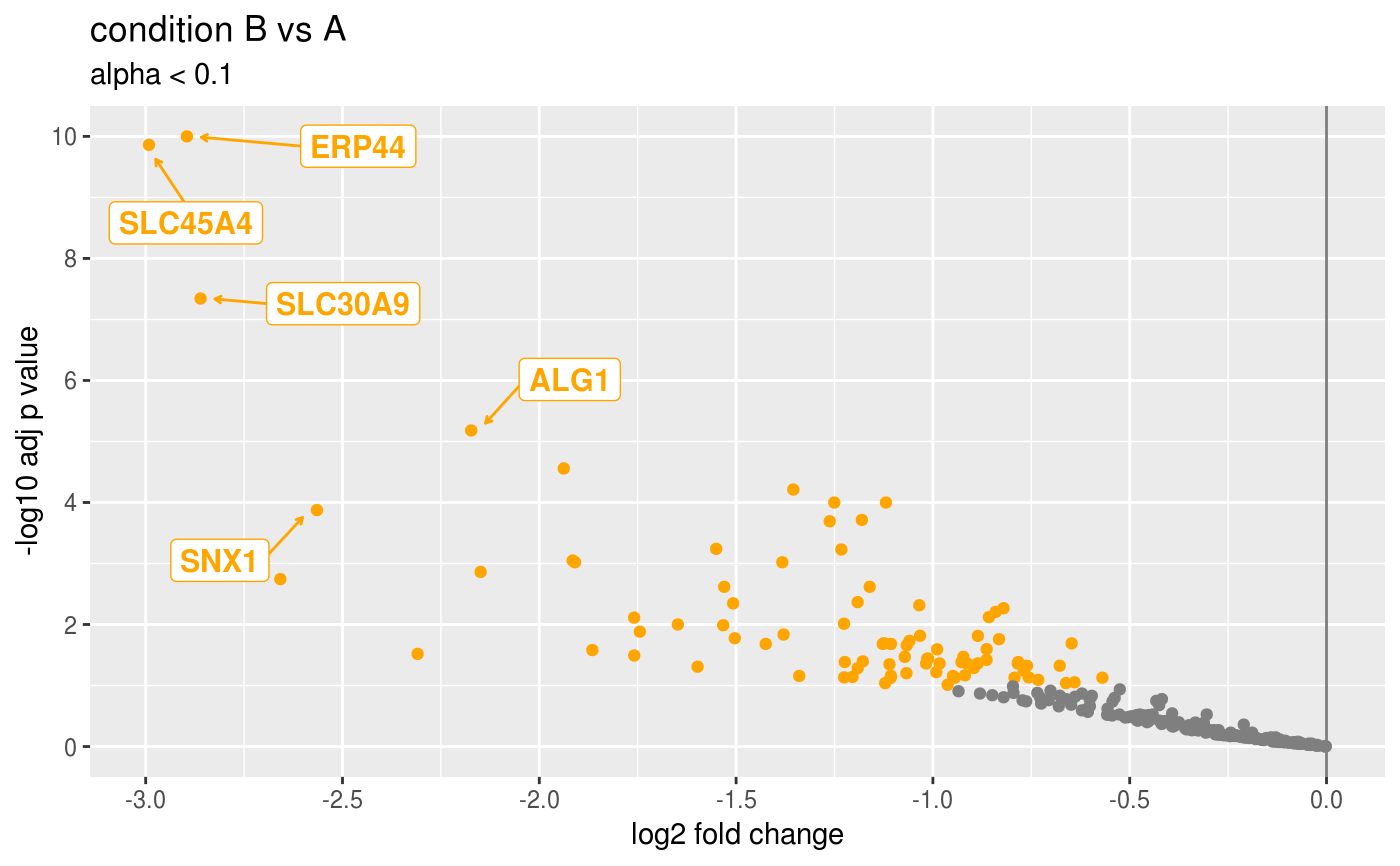 condition B vs A
alpha < 0.1
10
ERP44
SLC45A4
8
SLC30A9
6
ALG1
4
SNX1
2
0
-log10 adj p value
-3.0
-2.5
-2.0
-1.5
-1.0
-0.5
0.0
log2 fold change